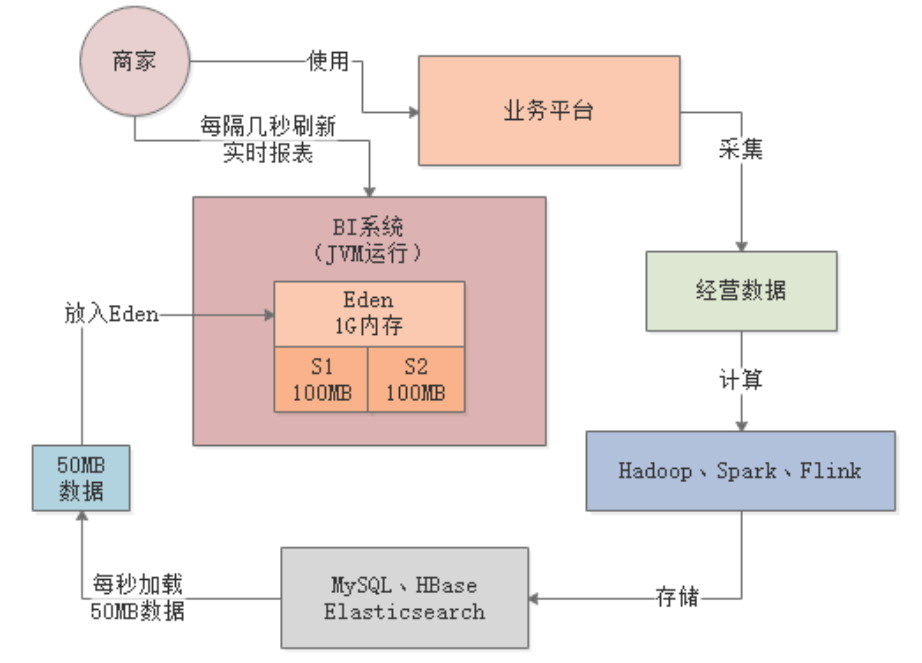 商家
使用
业务平台
每隔几秒刷新
实时报表
采集
BI系统
（JVM运行）
Eden
1G内存
放入Eden
经营数据
S1
100MB
S2
100MB
计算
50MB
数据
Hadoop、Spark、Flink
每秒加载
50MB数据
MySQL、HBase
Elasticsearch
存储